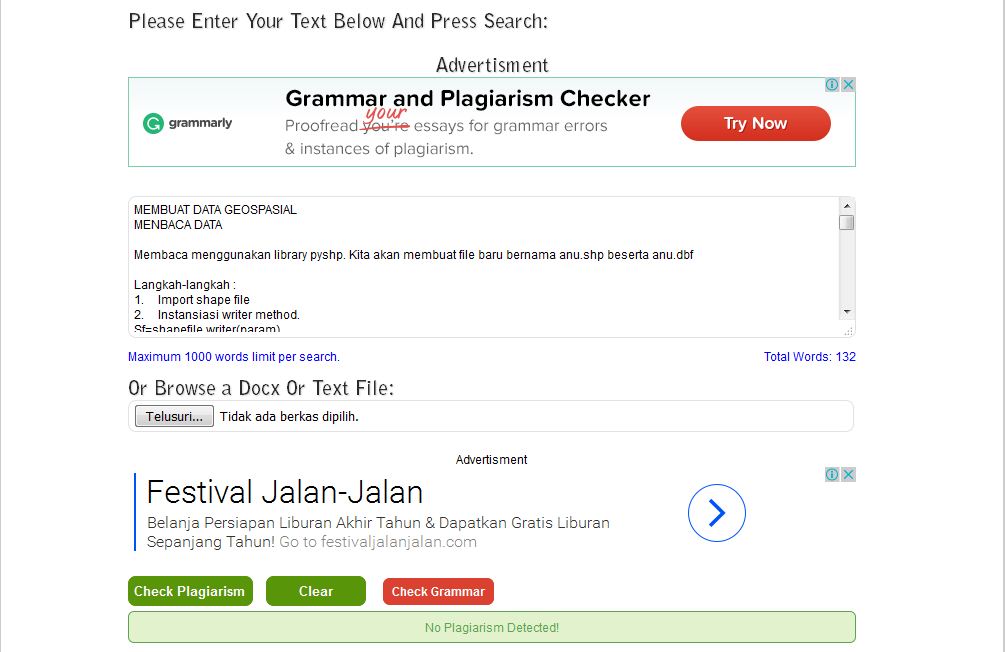 Please Enter Your Text Below And Press Search:
Advertisment
grammarly
Grammar and Plagiarism Checker
your
Proofread you're essays for grammar errors
& instances of plagiarism.
Try Now
MEMBUAT DATA GEOSPASIAL
MENBACA DATA
Membaca menggunakan library pyshp. Kita akan membuat file baru bernama anu.shp beserta anu.dbf
Langkah-langkah :
1. Import shape file
2. Instansiasi writer method.
Sf=shapefile.writer(param)
Maximum 1000 words limit per search.
Total Words: 132
Or Browse a Docx Or Text File:
Telusuri... Tidak ada berkas dipilih.
Advertisment
Festival Jalan-Jalan
Belanja Persiapan Liburan Akhir Tahun & Dapatkan Gratis Liburan
Sepanjang Tahun! Go to festivaljalanjalan.com
Check Plagiarism
Clear
Check Grammar
No Plagiarism Detected!